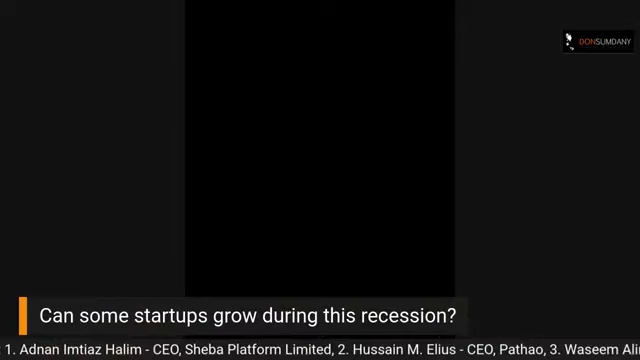 DONSUMDANY
Can some startups grow during this recession?
1. Adnan Imtiaz Halim - CEO, Sheba Platform Limited, 2. Hussain M. Elius - CEO, Pathao, 3. Waseem Alim